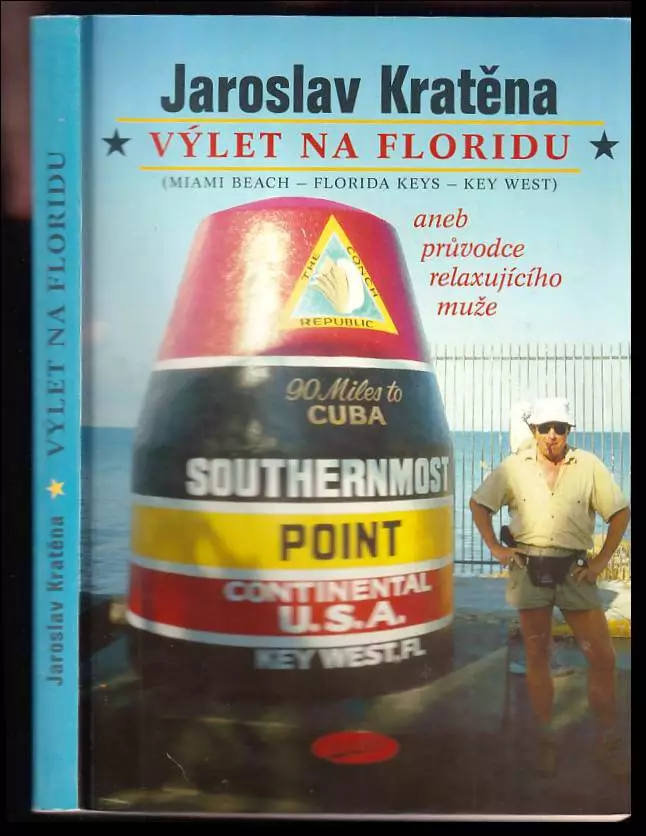 Jaroslav Kratěna
VÝLET NA FLORIDU
(MIAMI BEACH – FLORIDA KEYS – KEY WEST)
aneb
průvodce
relaxujícího
muže
THE CONCH
REPUBLIC
90 Miles to
CUBA
SOUTHERNMOST
POINT
CONTINENTAL
U.S.A.
KEY WEST, FL
Jaroslav Kratěna ★ VÝLET NA FLORIDU